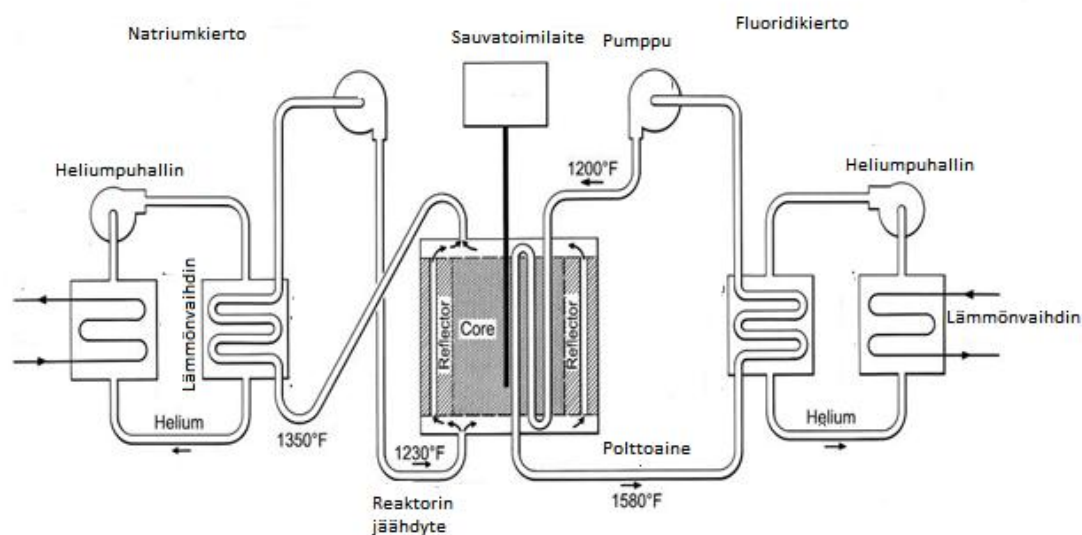 Natriumkierto
Sauvatoimilaite
Pumppu
Fluoridikierto
Heliumpuhallin
1200°F
Heliumpuhallin
Lämmönvaihdin
Reflector
Core
Reflector
Lämmönvaihdin
Helium
1350°F
1230°F
Polttoaine
Helium
1580°F
Reaktorin
jäähdyte